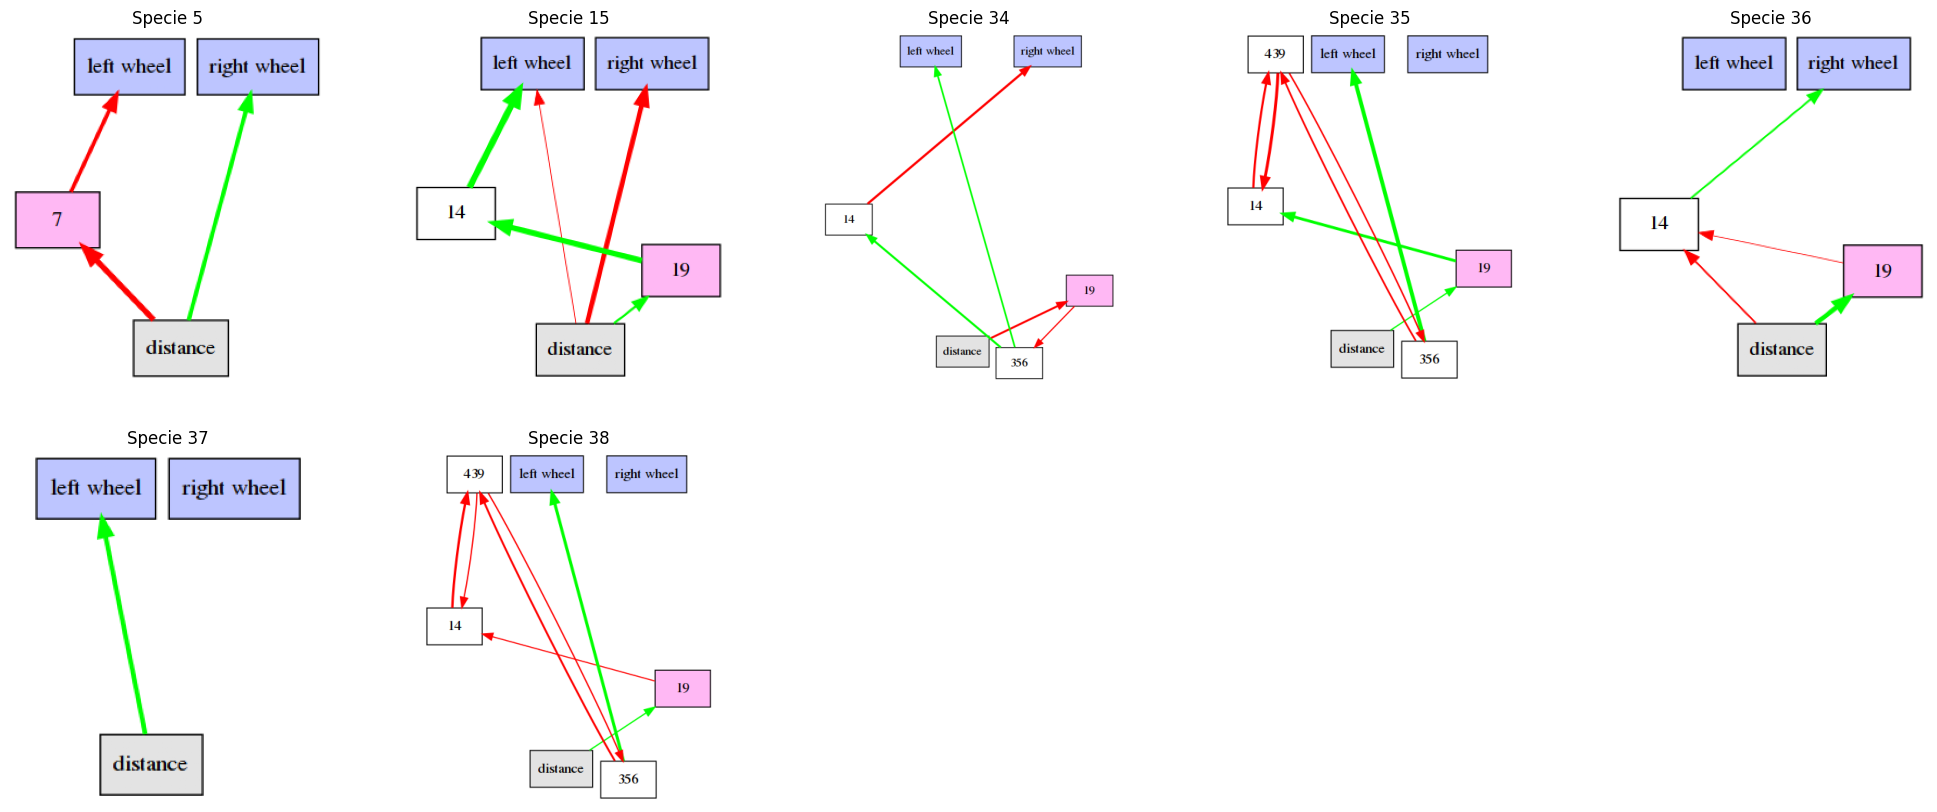 Specie 5
left wheel
right wheel
7
distance
Specie 15
left wheel
right wheel
14
19
distance
Specie 34
left wheel
right wheel
14
19
distance
356
Specie 35
439
left wheel
right wheel
14
19
distance
356
Specie 36
left wheel
right wheel
14
19
distance
Specie 37
left wheel
right wheel
distance
Specie 38
439
left wheel
right wheel
14
19
distance
356